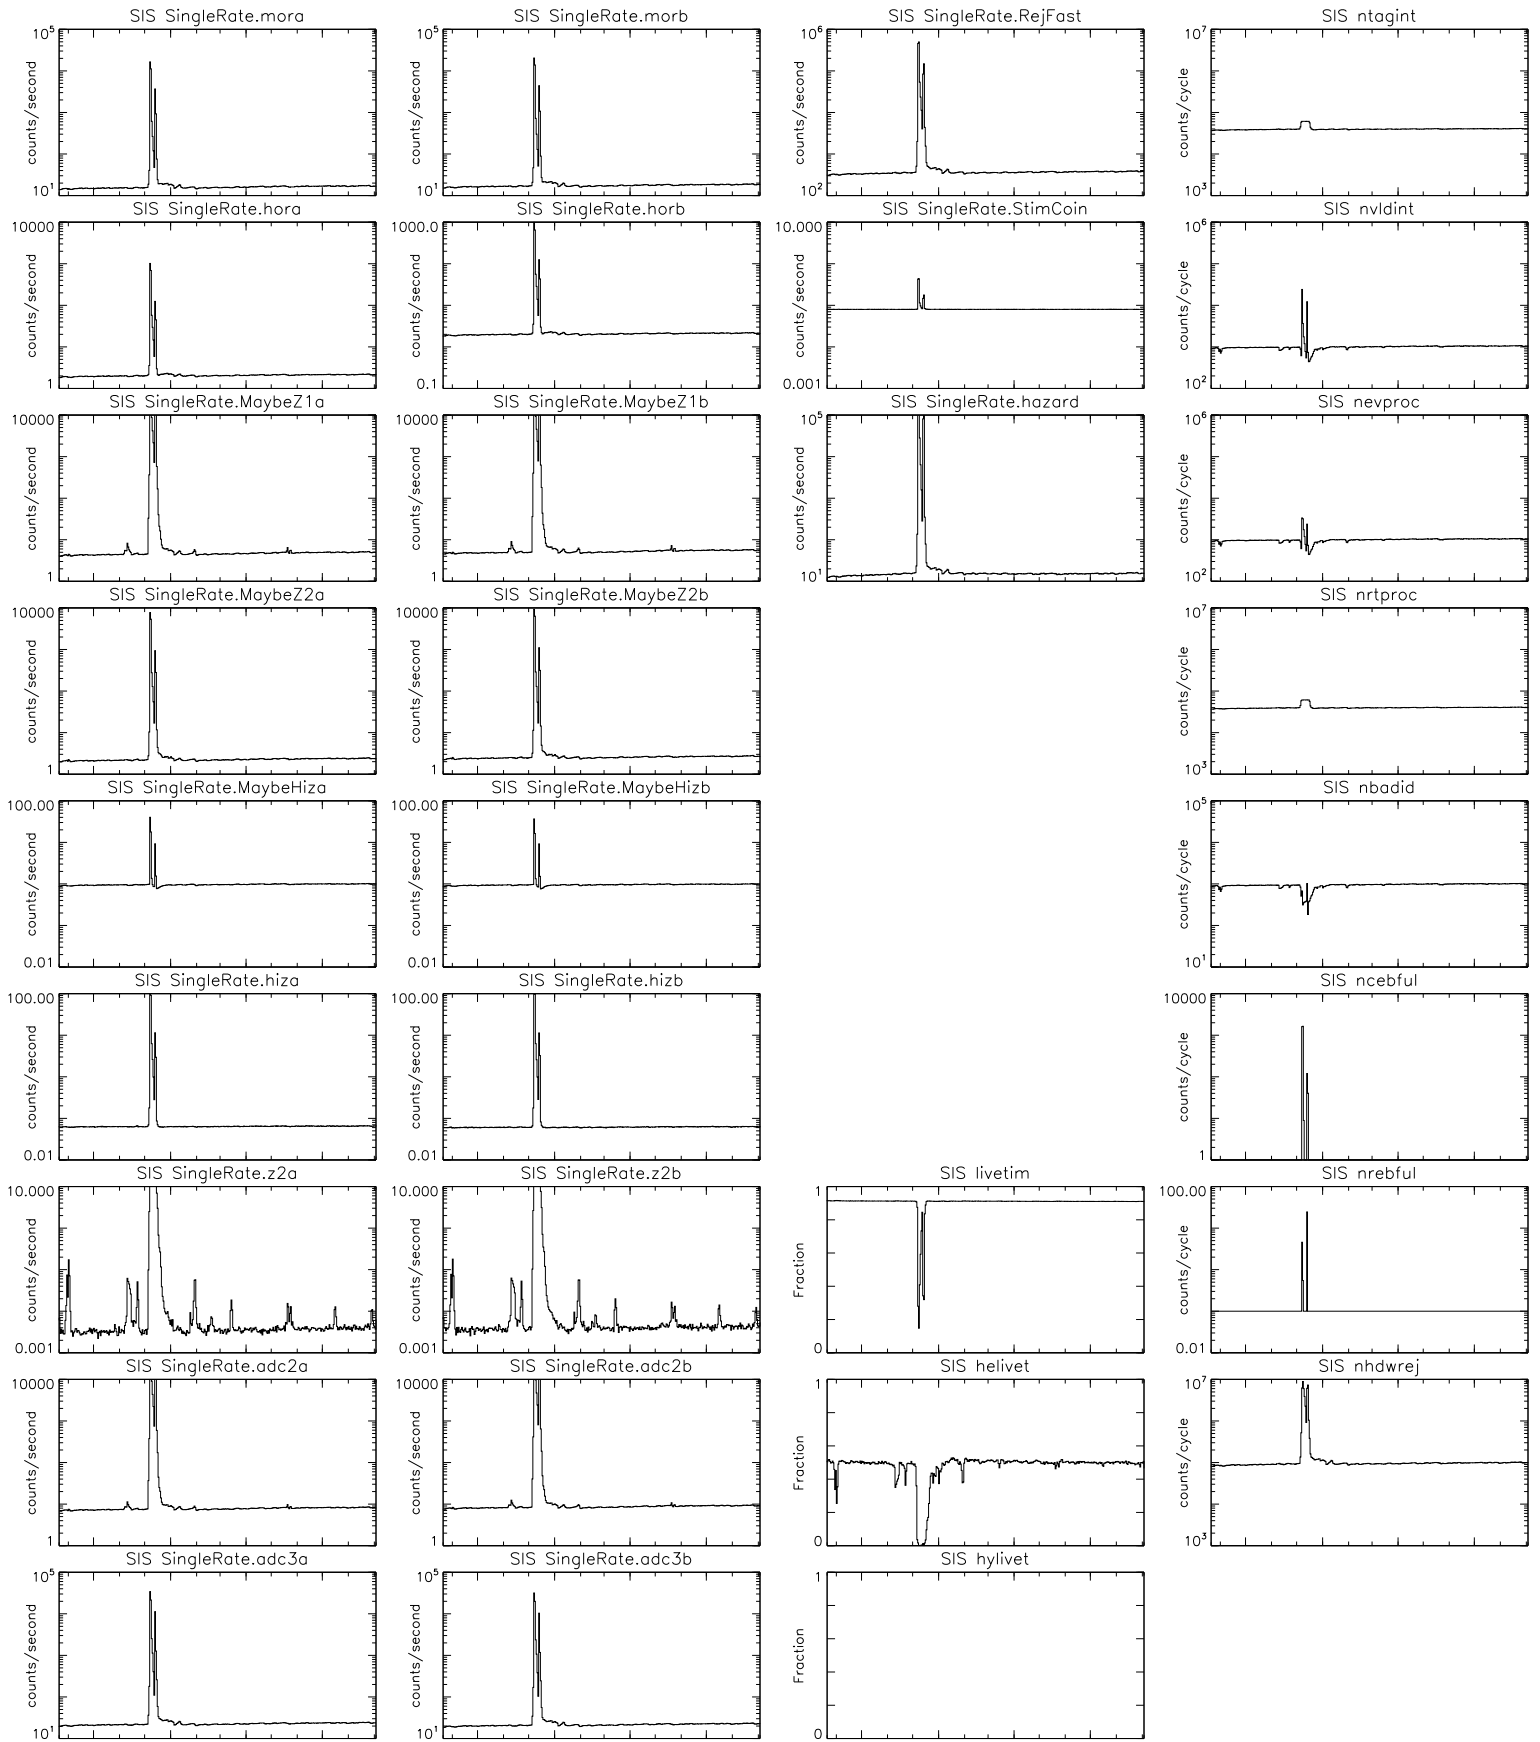 SIS SingleRate.mora
SIS SingleRate.morb
SIS SingleRate.RejFast
SIS ntagint
10^5
counts/second
10^1
10^5
counts/second
10^1
10^6
counts/second
10^2
10^7
counts/cycle
10^3
SIS SingleRate.hora
SIS SingleRate.horb
SIS SingleRate.StimCoin
SIS nvldint
10000
counts/second
1
1000.0
counts/second
0.1
10.000
counts/second
0.001
10^6
counts/cycle
10^2
SIS SingleRate.MaybeZ1a
SIS SingleRate.MaybeZ1b
SIS SingleRate.hazard
SIS nevproc
10000
counts/second
1
10000
counts/second
1
10^5
counts/second
10^1
10^6
counts/cycle
10^2
SIS SingleRate.MaybeZ2a
SIS SingleRate.MaybeZ2b
SIS nrtproc
10000
counts/second
1
10000
counts/second
1
10^7
counts/cycle
10^3
SIS SingleRate.MaybeHiza
SIS SingleRate.MaybeHizb
SIS nbadid
100.00
counts/second
0.01
100.00
counts/second
0.01
10^5
counts/cycle
10^1
SIS SingleRate.hiza
SIS SingleRate.hizb
SIS ncebful
100.00
counts/second
0.01
100.00
counts/second
0.01
10000
counts/cycle
1
SIS SingleRate.z2a
SIS SingleRate.z2b
SIS livetim
SIS nrebful
10.000
counts/second
0.001
10.000
counts/second
0.001
1
Fraction
0
100.00
counts/cycle
0.01
SIS SingleRate.adc2a
SIS SingleRate.adc2b
SIS helivet
SIS nhdwrej
10000
counts/second
1
10000
counts/second
1
1
Fraction
0
10^7
counts/cycle
10^3
SIS SingleRate.adc3a
SIS SingleRate.adc3b
SIS hylivet
10^5
counts/second
10^1
10^5
counts/second
10^1
1
Fraction
0